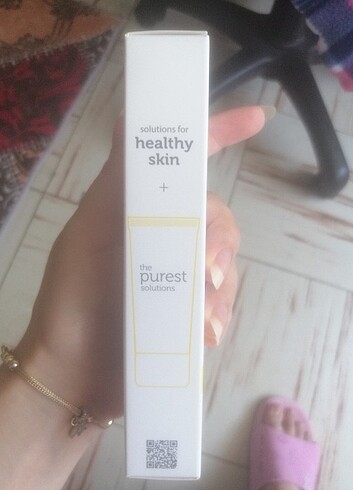 solutions for
healthy
skin
+
the
purest
solutions